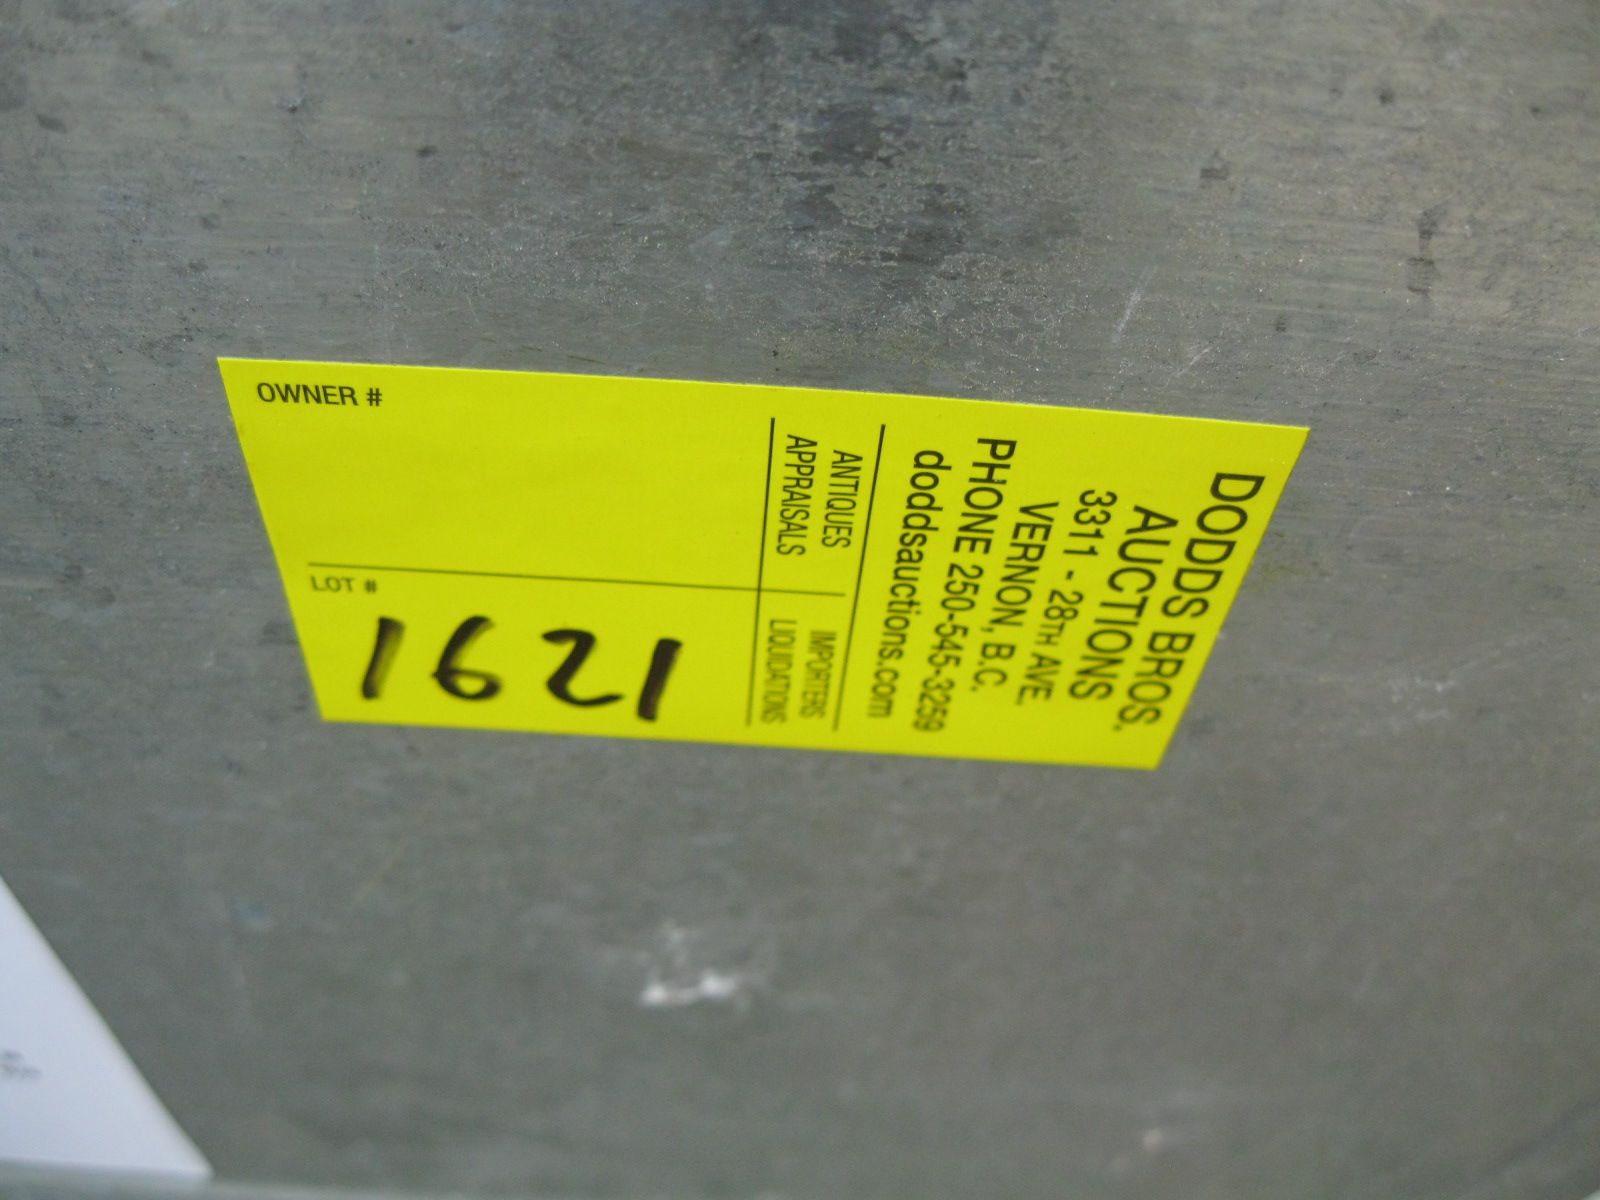 OWNER #
LOT #
1621
DODDS BROS.
AUCTIONS
3311 - 28TH AVE.
VERNON, B.C.
PHONE 250-545-3259
doddsauctions.com
ANTIQUES
APPRAISALS
IMPORTERS
LIQUIDATIONS